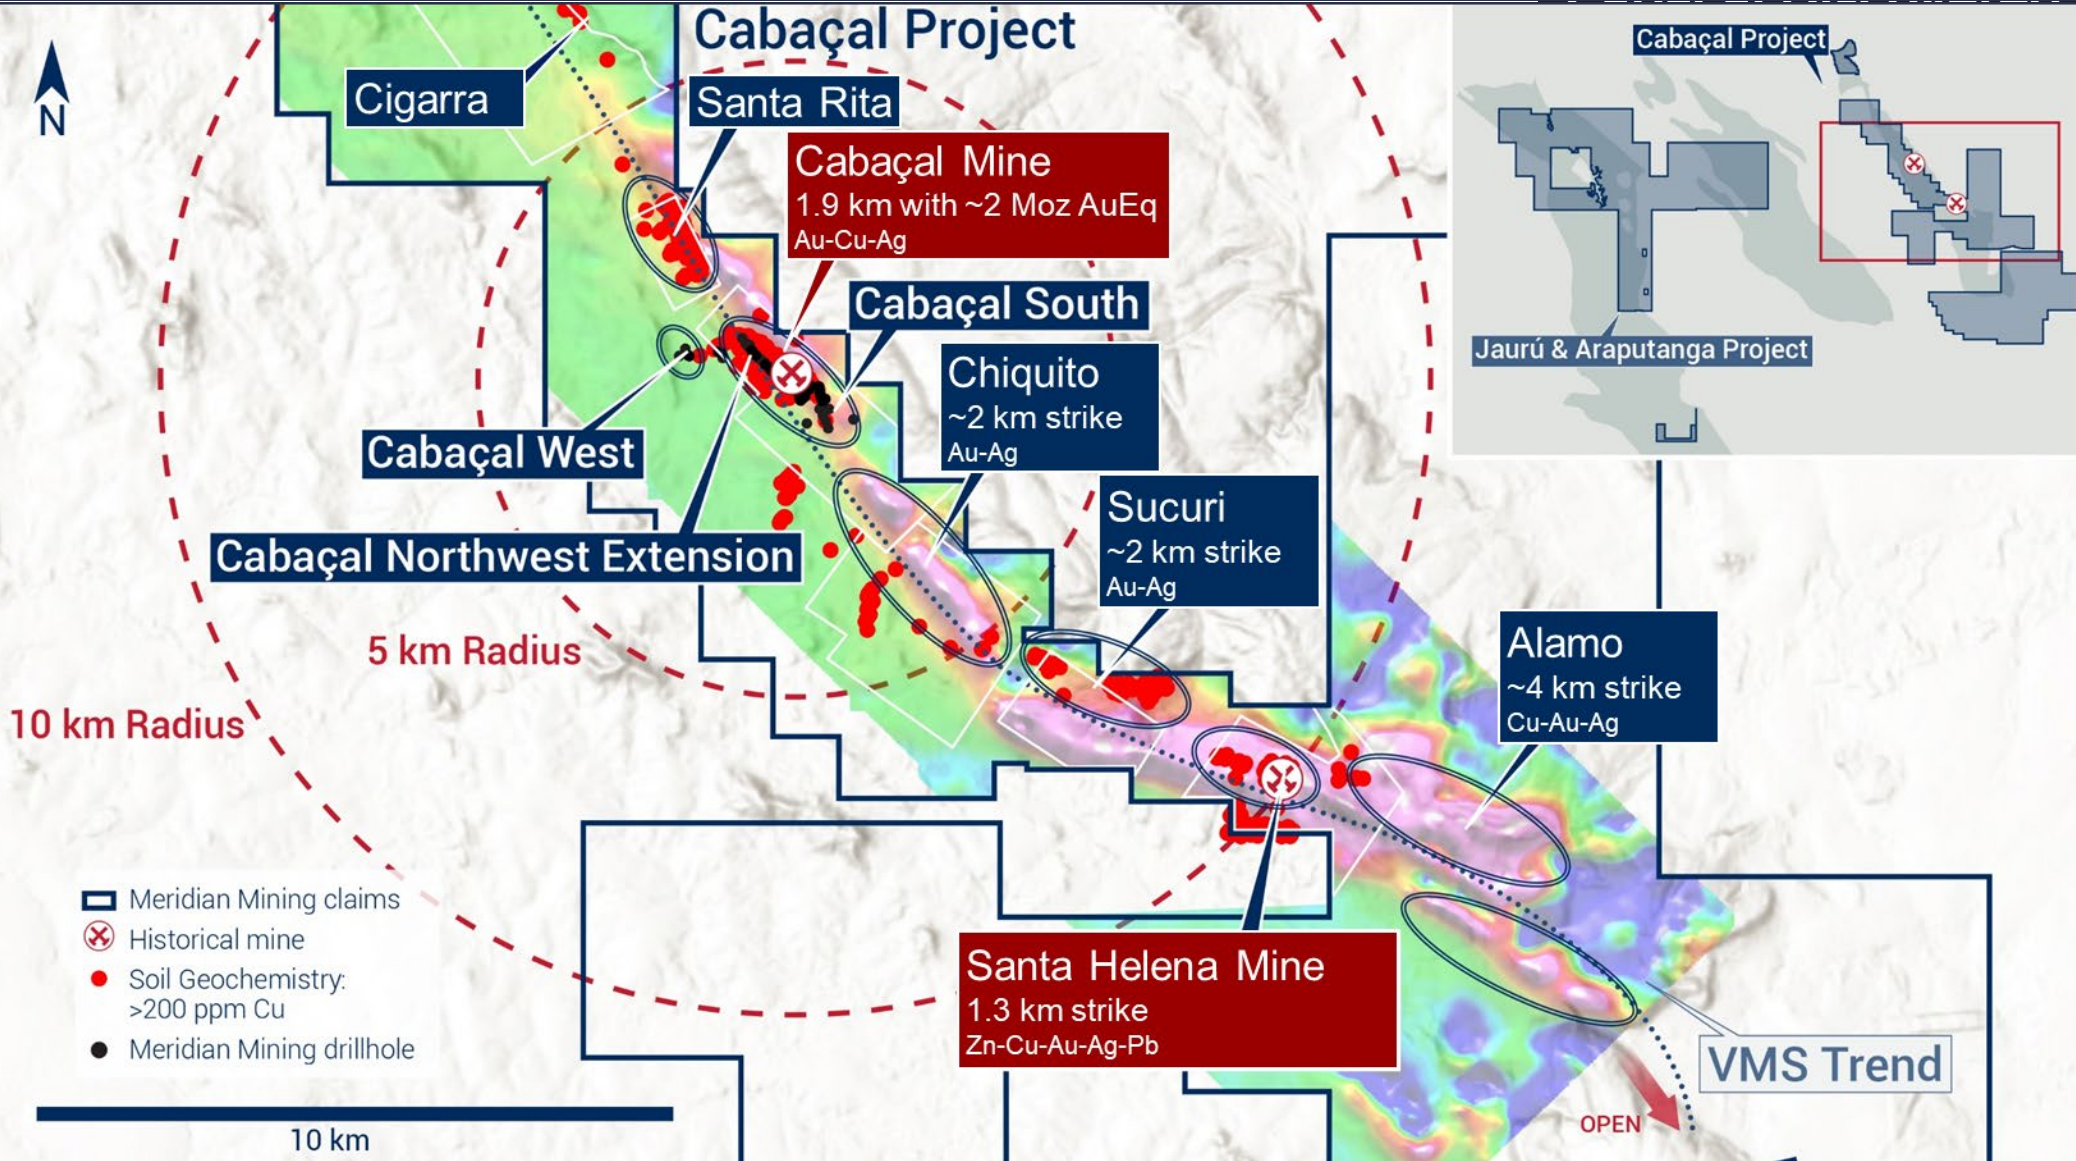 Cabaçal Project
Cabaçal Project
Cigarra
Santa Rita
N
Cabaçal Mine
1.9 km with ~2 Moz AuEq
Au-Cu-Ag
Cabaçal South
Jaurú & Araputanga Project
Chiquito
~2 km strike
Au-Ag
Cabaçal West
Sucuri
~2 km strike
Au-Ag
Cabaçal Northwest Extension
5 km Radius
Alamo
~4 km strike
Cu-Au-Ag
10 km Radius
Meridian Mining claims
Historical mine
Soil Geochemistry:
>200 ppm Cu
Meridian Mining drillhole
Santa Helena Mine
1.3 km strike
Zn-Cu-Au-Ag-Pb
VMS Trend
OPEN
10 km